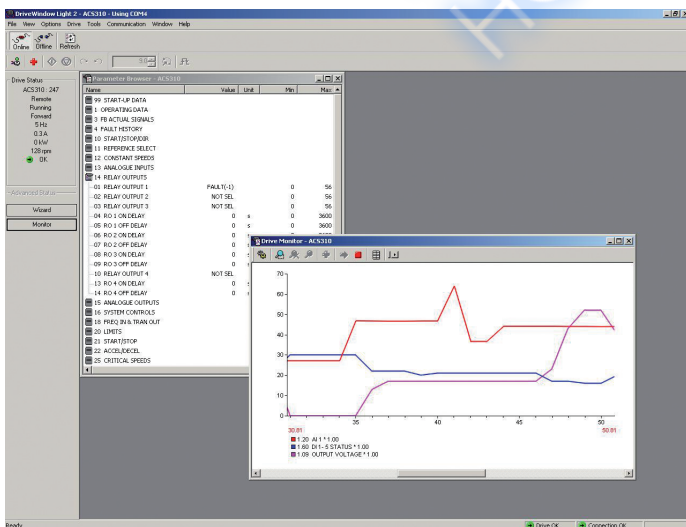 DriveWindow Light 2 - ACS310 - Using COM4
File View Options Drive Tools Communication Window Help
Online Offline Refresh
Drive Status
ACS310 : 247
Remote
Running
Forward
5 Hz
0.3 A
0 kW
128 rpm
OK
Advanced Status
Wizard
Monitor
Parameter Browser - ACS310
Name Value Unit Min Max
99 START-UP DATA
1 OPERATING DATA
3 FB ACTUAL SIGNALS
4 FAULT HISTORY
10 START/STOP/DIR
11 REFERENCE SELECT
12 CONSTANT SPEEDS
13 ANALOGUE INPUTS
14 RELAY OUTPUTS
01 RELAY OUTPUT 1 FAULT(-1) 0 56
02 RELAY OUTPUT 2 NOT SEL 0 56
03 RELAY OUTPUT 3 NOT SEL 0 56
04 RO 1 ON DELAY 0 s 0 3600
05 RO 1 OFF DELAY 0 s 0 3600
06 RO 2 ON DELAY 0 s 0
07 RO 2 OFF DELAY 0
08 RO 3 ON DELAY 0
09 RO 3 OFF DELAY 0
10 RELAY OUTPUT 4 NOT SEL
13 RO 4 ON DELAY 0
14 RO 4 OFF DELAY 0
15 ANALOGUE OUTPUTS
16 SYSTEM CONTROLS
18 FREQ IN & TRAN OUT
20 LIMITS
21 START/STOP
22 ACCEL/DECEL
25 CRITICAL SPEEDS
Drive Monitor - ACS310
70
60
50
40
30
20
10
0
35 40 45 50
30.81 50.81
1.20 AI 1 * 1.00
1.60 DI 1- 5 STATUS * 1.00
1.09 OUTPUT VOLTAGE * 1.00
Ready Drive OK Connection OK